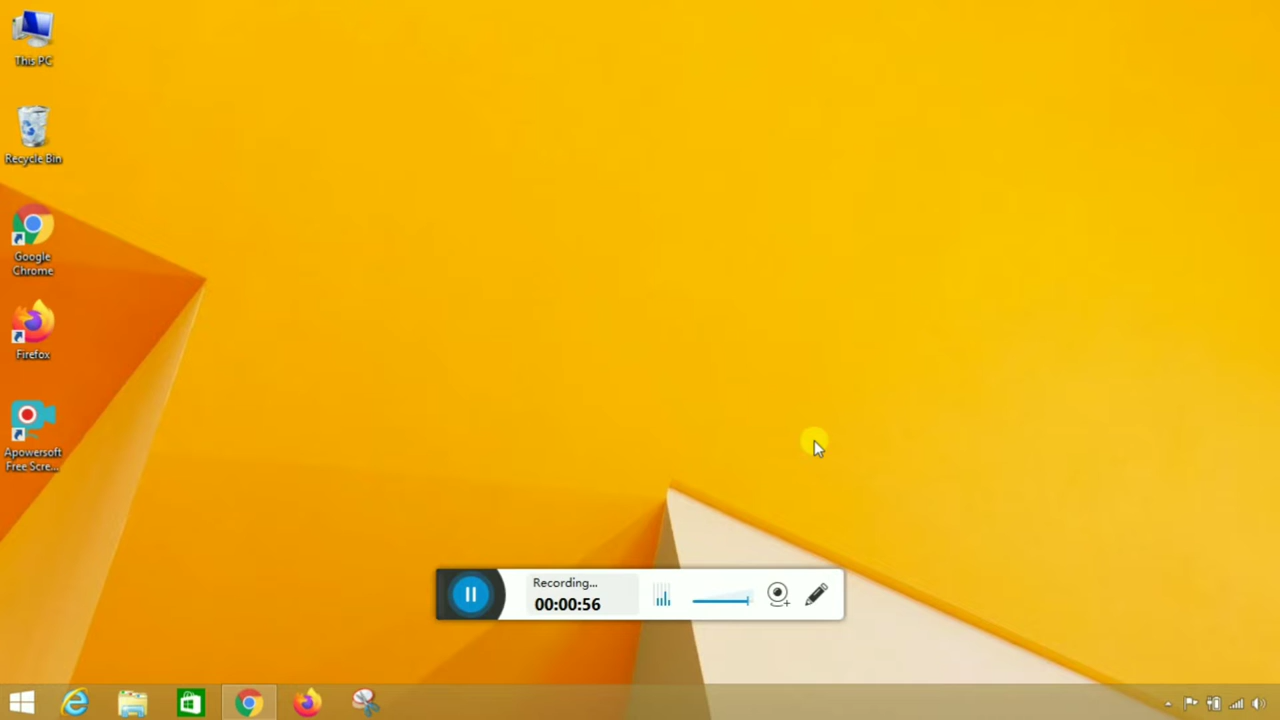 This PC
Recycle Bin
Google
Chrome
Firefox
Apowersoft
Free Scre...
Recording...
00:00:56